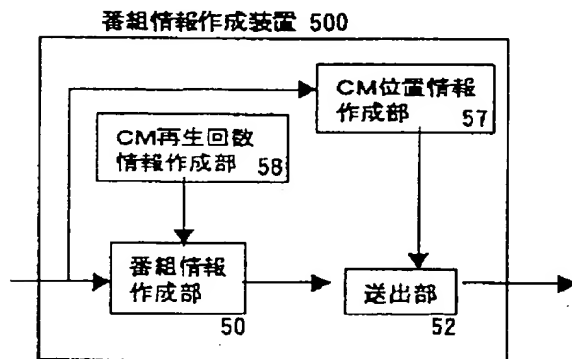 番組情報作成装置 500
CM位置情報
作成部 57
CM再生回数
情報作成部 58
番組情報
作成部
50
送出部
52